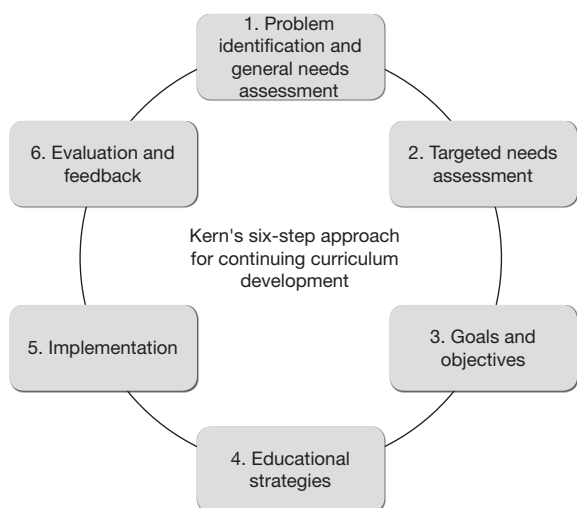 1. Problem
identification and
general needs
assessment
2. Targeted needs
assessment
3. Goals and
objectives
4. Educational
strategies
5. Implementation
6. Evaluation and
feedback
Kern's six-step approach
for continuing curriculum
development